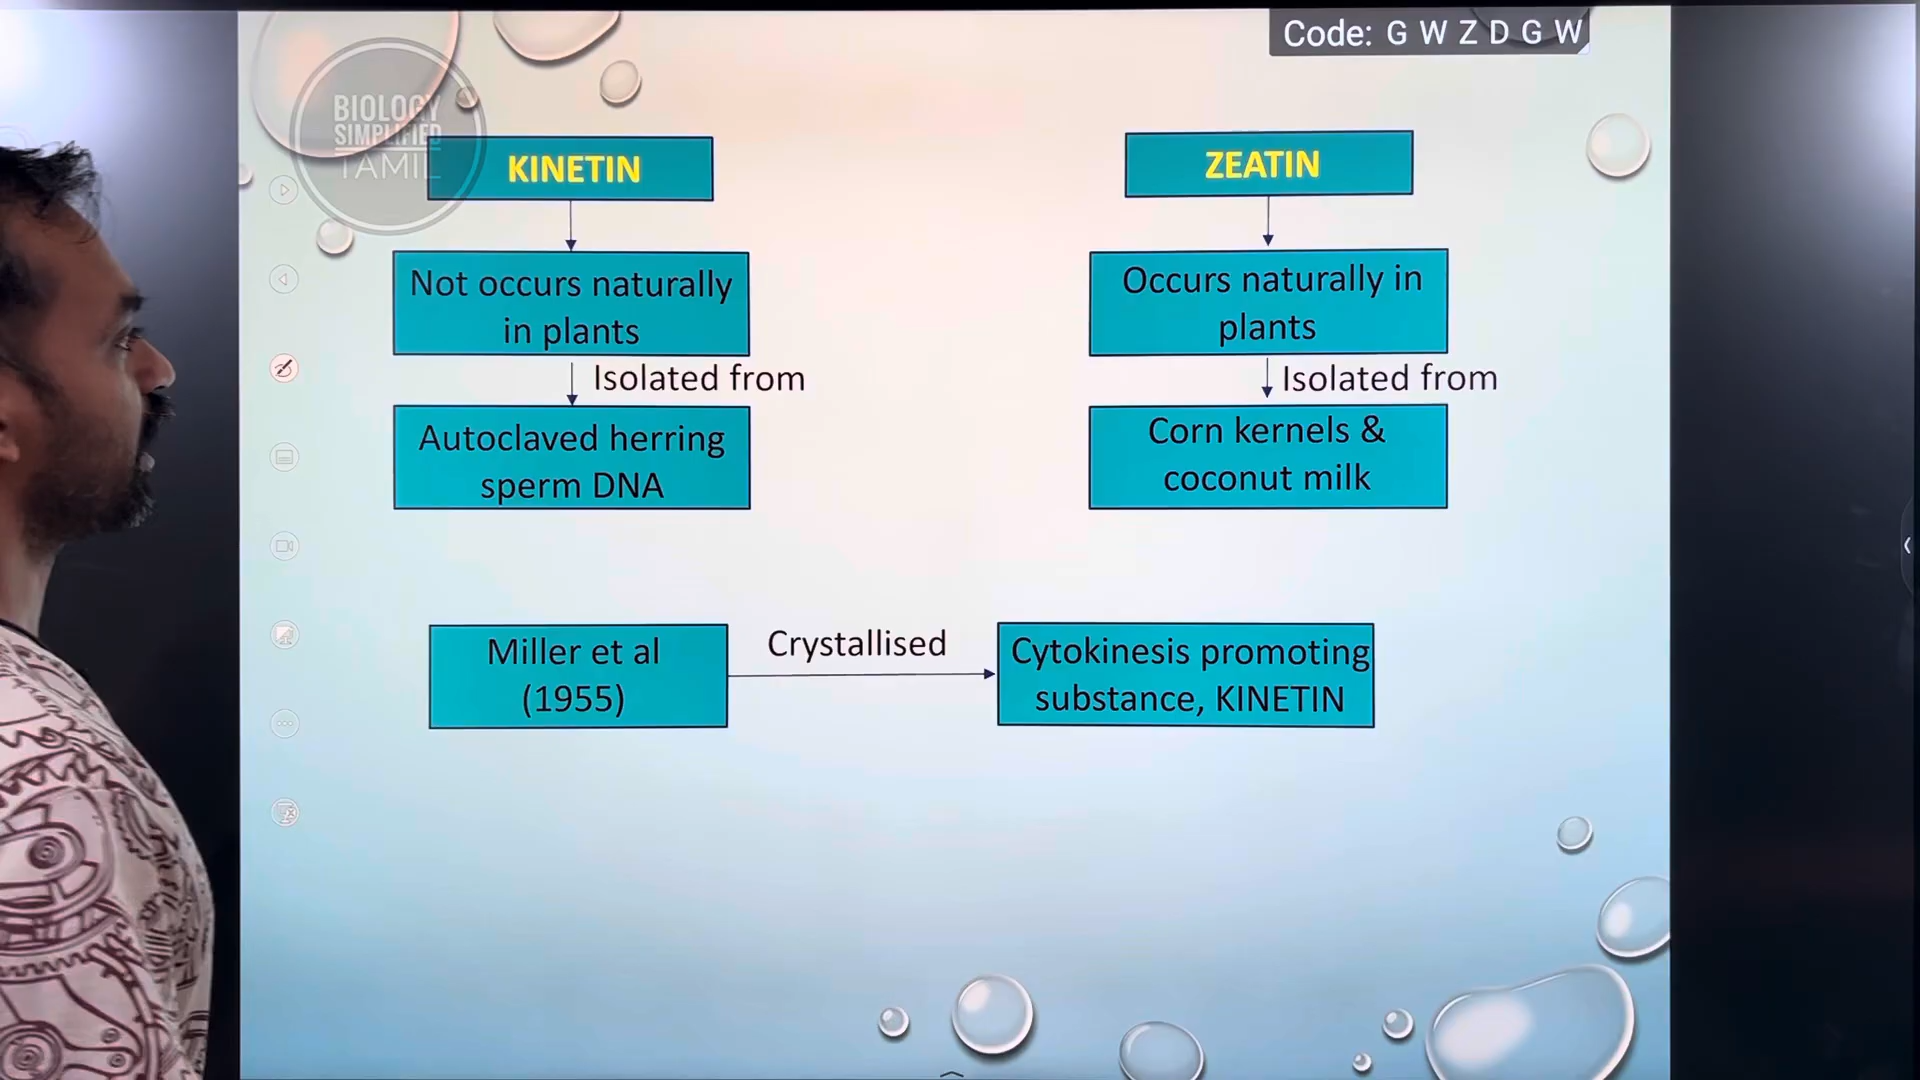 Code: G W Z D G W
BIOLOGY
SIMPLIFIED
TAMIL
KINETIN
Not occurs naturally
in plants
Isolated from
Autoclaved herring
sperm DNA
ZEATIN
Occurs naturally in
plants
Isolated from
Corn kernels &
coconut milk
Miller et al
(1955)
Crystallised
Cytokinesis promoting
substance, KINETIN